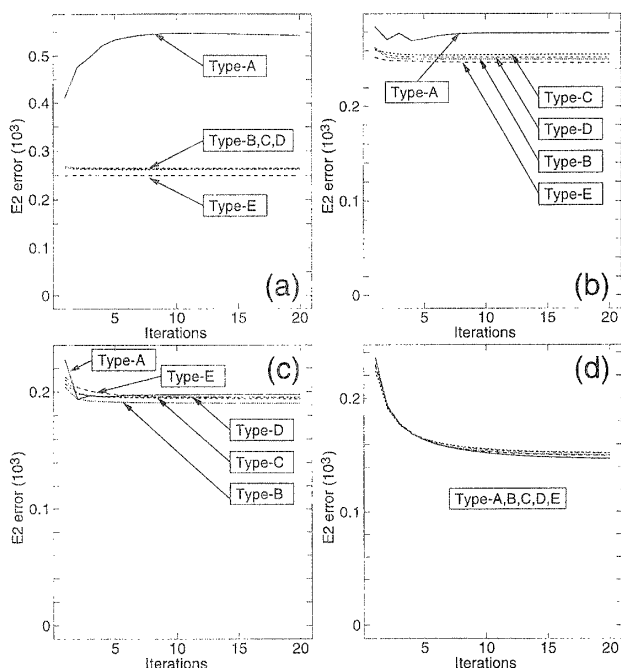 0.5
0.4
0.3
0.2
0.1
0
E2 error (10³)
Type-A
Type-B,C,D
Type-E
(a)
5
10
15
20
Iterations
0.2
0.1
0
E2 error (10³)
Type-A
Type-C
Type-D
Type-B
Type-E
(b)
5
10
15
20
Iterations
0.2
0.1
0
E2 error (10³)
(c)
Type-A
Type-E
Type-D
Type-C
Type-B
5
10
15
20
Iterations
0.2
0.1
0
E2 error (10³)
(d)
Type-A,B,C,D,E
5
10
15
20
Iterations